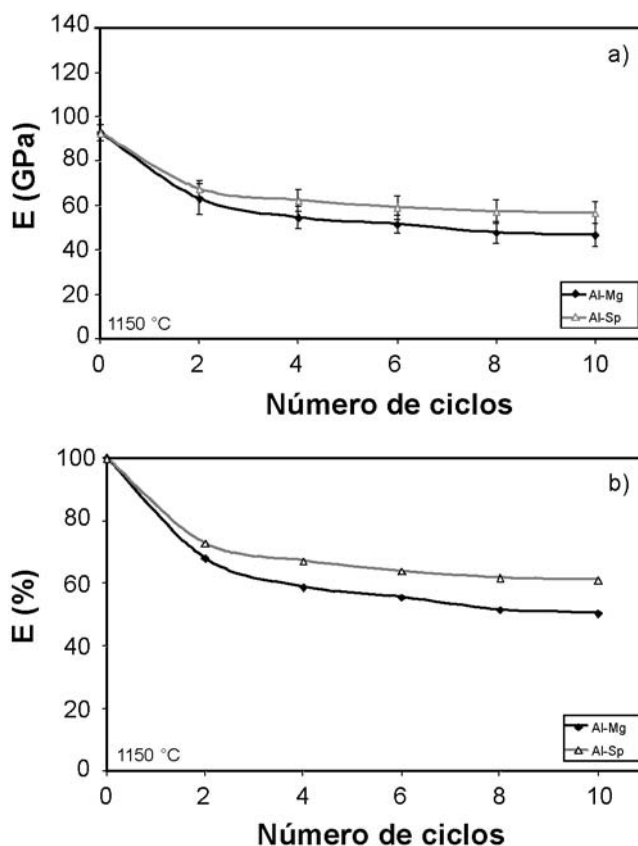 a)
E (GPa)
140
120
100
80
60
40
20
0
1150 °C
Al-Mg
Al-Sp
0 2 4 6 8 10
Número de ciclos
b)
E (%)
100
80
60
40
20
0
1150 °C
Al-Mg
Al-Sp
0 2 4 6 8 10
Número de ciclos